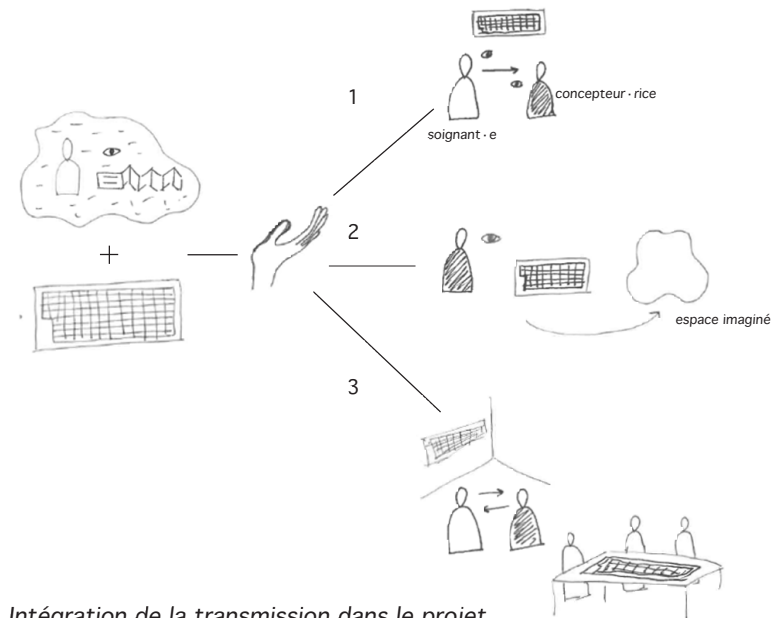 1
concepteur·rice
soignant·e
+
2
espace imaginé
3
Intégration de la transmission dans le projet